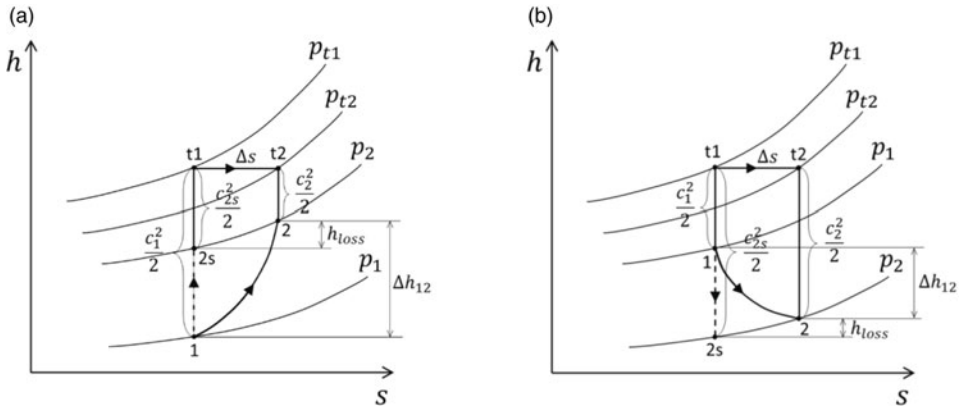 (a)
h
p_{t1}
p_{t2}
p_2
t1
Δs
t2
c_{2s}^2/2
c_2^2/2
c_1^2/2
2
h_{loss}
2s
Δh_{12}
p_1
1
s
(b)
h
p_{t1}
p_{t2}
p_1
t1
Δs
t2
c_1^2/2
c_{2s}^2/2
c_2^2/2
1
p_2
Δh_{12}
2
h_{loss}
2s
s